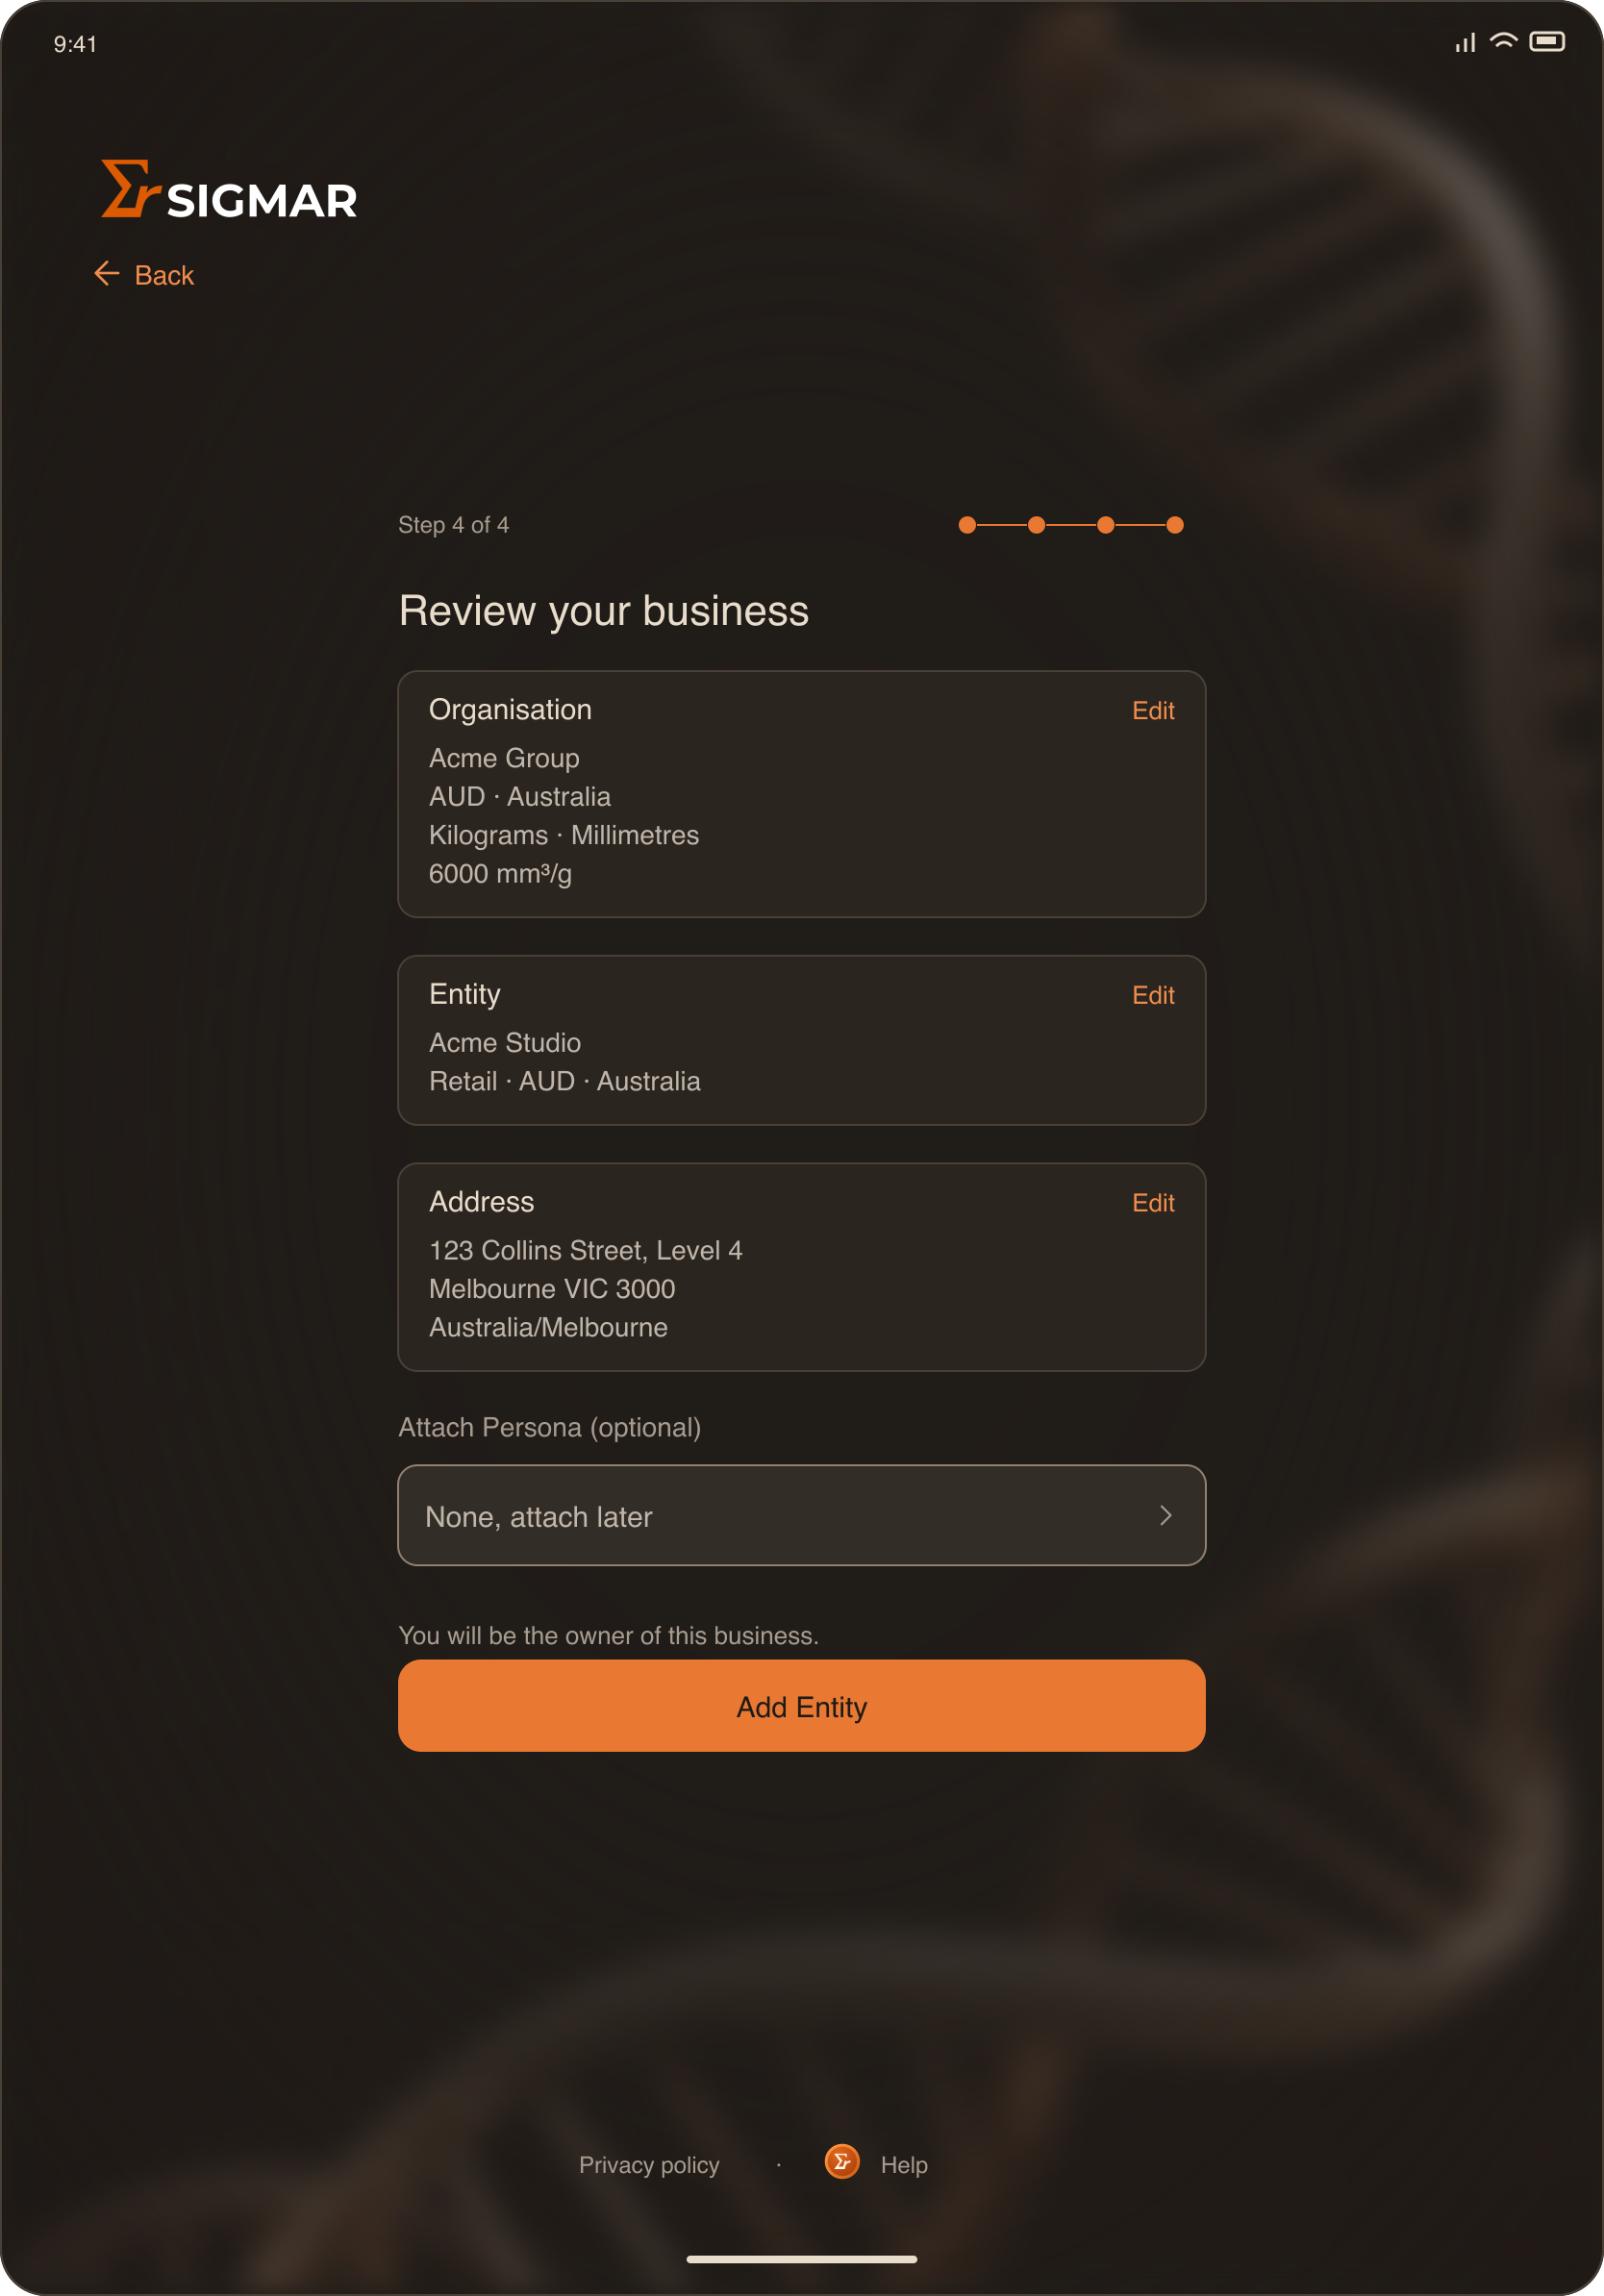 9:41
Σr SIGMAR
Back
Step 4 of 4
Review your business
Organisation
Edit
Acme Group
AUD · Australia
Kilograms · Millimetres
6000 mm³/g
Entity
Edit
Acme Studio
Retail · AUD · Australia
Address
Edit
123 Collins Street, Level 4
Melbourne VIC 3000
Australia/Melbourne
Attach Persona (optional)
None, attach later
You will be the owner of this business.
Add Entity
Privacy policy · Σr Help